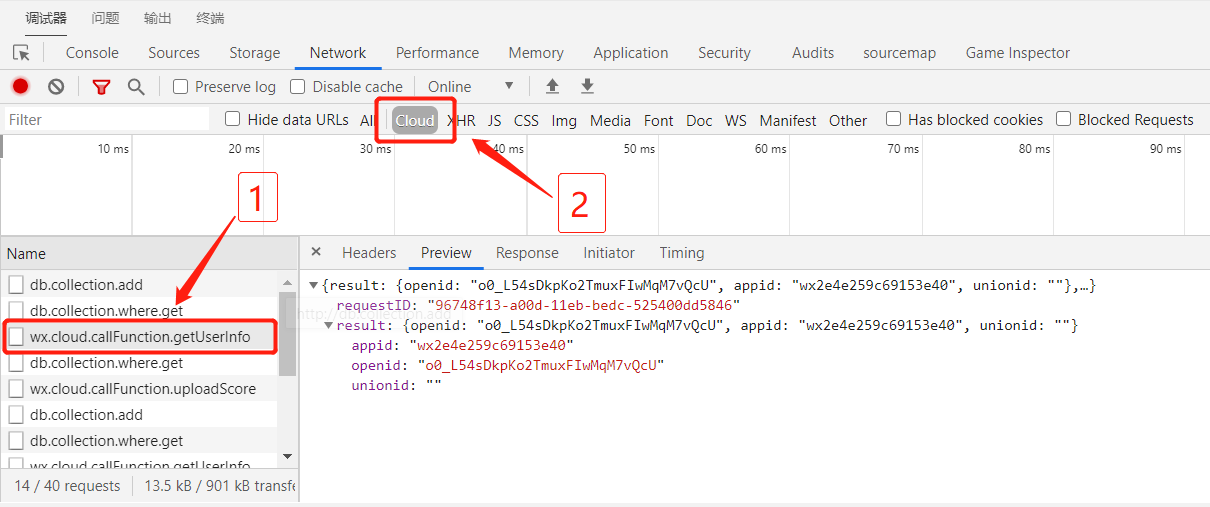 调试器 问题 输出 终端
Console Sources Storage Network Performance Memory Application Security Audits sourcemap Game Inspector
Preserve log Disable cache Online
Filter Hide data URLs All Cloud XHR JS CSS Img Media Font Doc WS Manifest Other Has blocked cookies Blocked Requests
10 ms 20 ms 30 ms 40 ms 50 ms 60 ms 70 ms 80 ms 90 ms
1
2
Name
db.collection.add
db.collection.where.get
wx.cloud.callFunction.getUserInfo
db.collection.where.get
wx.cloud.callFunction.uploadScore
db.collection.add
db.collection.where.get
wx.cloud.callFunction.getUserInfo
14 / 40 requests 13.5 kB / 901 kB transfe
× Headers Preview Response Initiator Timing
{result: {openid: "o0_L54sDkpKo2TmuxFIwMqM7vQcU", appid: "wx2e4e259c69153e40", unionid: ""},…}
requestID: "96748f13-a00d-11eb-bedc-525400dd5846"
http://db.collection.add
result: {openid: "o0_L54sDkpKo2TmuxFIwMqM7vQcU", appid: "wx2e4e259c69153e40", unionid: ""}
appid: "wx2e4e259c69153e40"
openid: "o0_L54sDkpKo2TmuxFIwMqM7vQcU"
unionid: ""